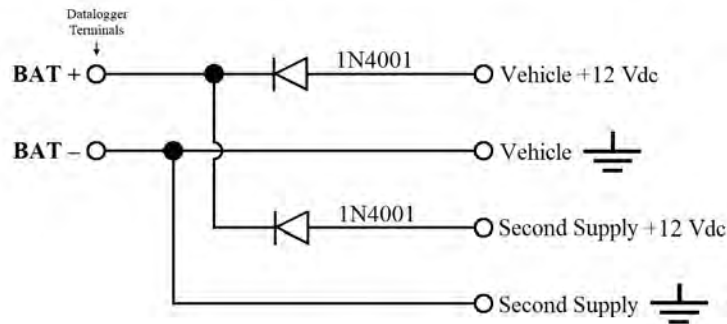 Datalogger
Terminals
BAT +
1N4001
Vehicle +12 Vdc
BAT –
Vehicle
1N4001
Second Supply +12 Vdc
Second Supply